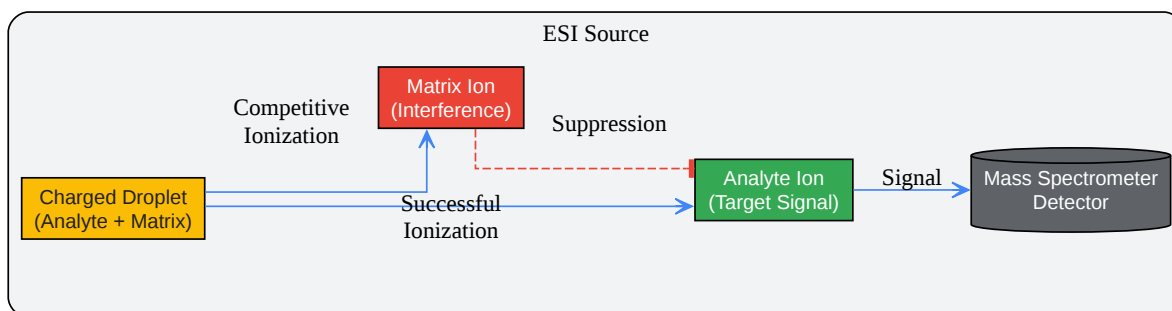 ESI Source
Matrix Ion
(Interference)
Competitive
Ionization
Suppression
Charged Droplet
(Analyte + Matrix)
Successful
Ionization
Analyte Ion
(Target Signal)
Signal
Mass Spectrometer
Detector